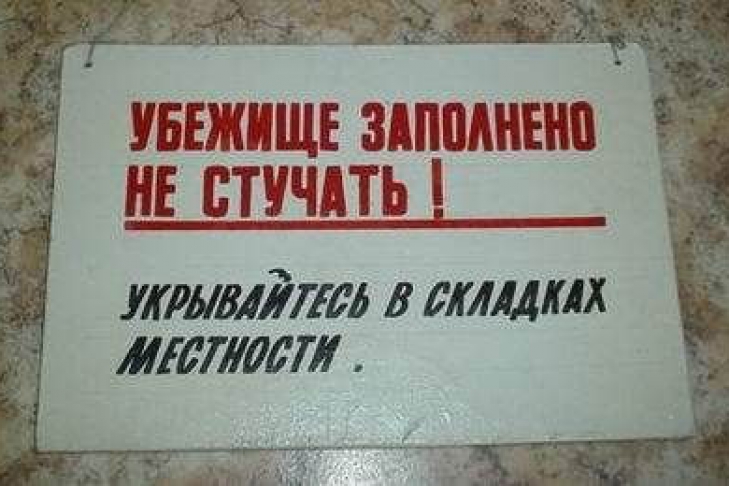 УБЕЖИЩЕ ЗАПОЛНЕНО
НЕ СТУЧАТЬ !
УКРЫВАЙТЕСЬ В СКЛАДКАХ
МЕСТНОСТИ .